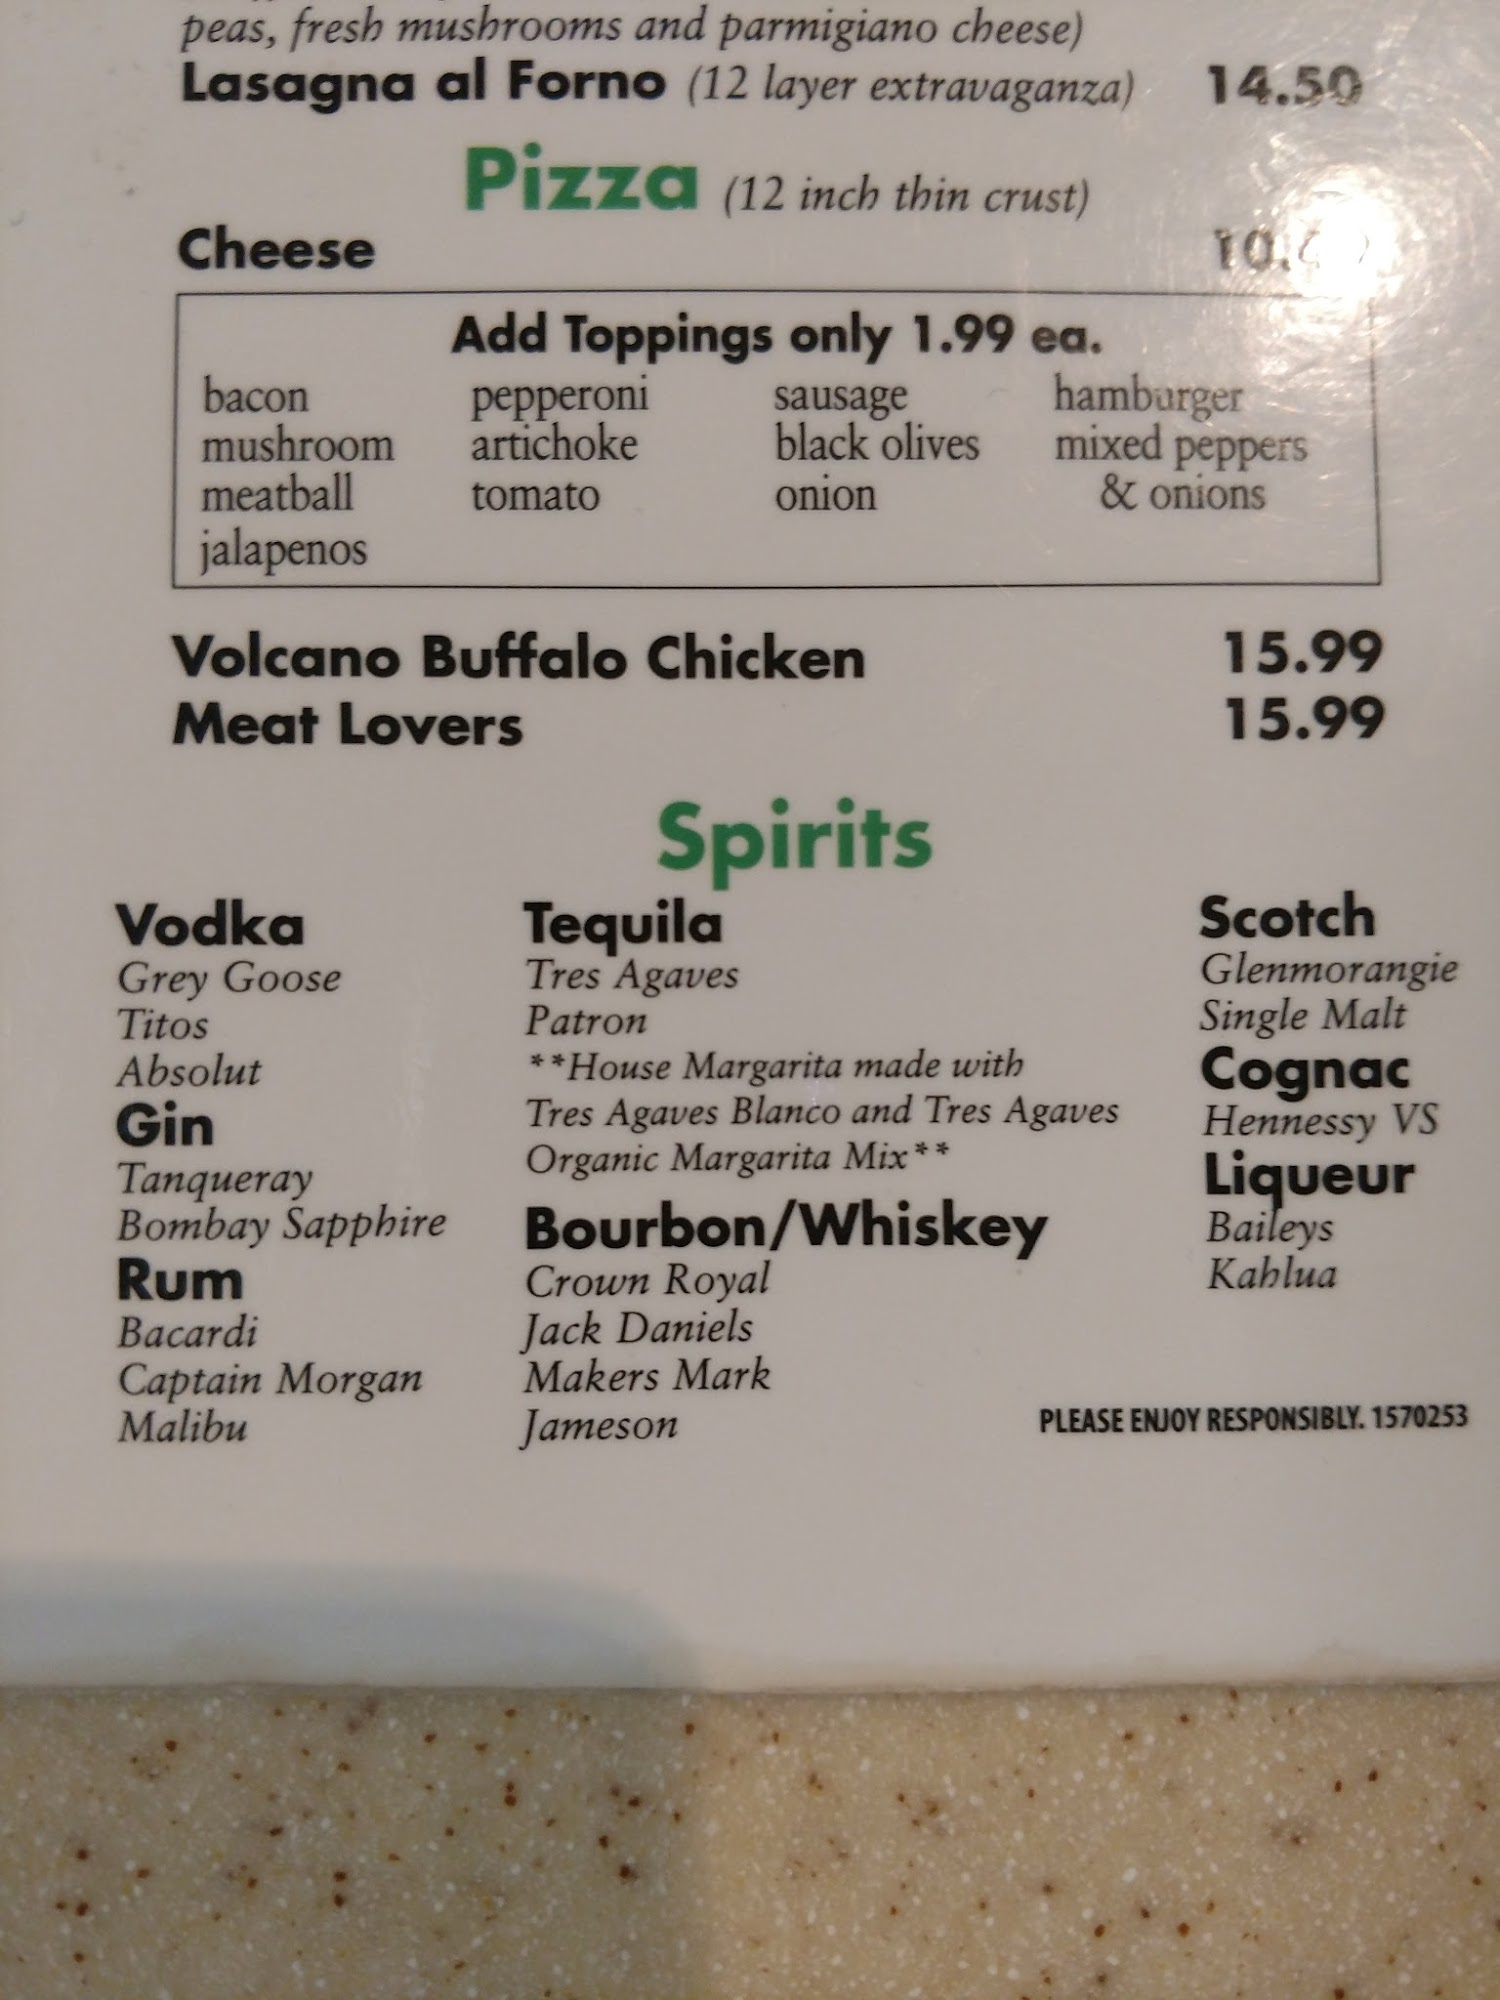 peas, fresh mushrooms and parmigiano cheese)
Lasagna al Forno (12 layer extravaganza) 14.50
Pizza (12 inch thin crust)
Cheese
Add Toppings only 1.99 ea.
bacon pepperoni sausage hamburger
mushroom artichoke black olives mixed peppers
meatball tomato onion & onions
jalapenos
Volcano Buffalo Chicken 15.99
Meat Lovers 15.99
Spirits
Vodka
Grey Goose
Titos
Absolut
Gin
Tanqueray
Bombay Sapphire
Rum
Bacardi
Captain Morgan
Malibu
Tequila
Tres Agaves
Patron
**House Margarita made with
Tres Agaves Blanco and Tres Agaves
Organic Margarita Mix**
Bourbon/Whiskey
Crown Royal
Jack Daniels
Makers Mark
Jameson
Scotch
Glenmorangie
Single Malt
Cognac
Hennessy VS
Liqueur
Baileys
Kahlua
PLEASE ENJOY RESPONSIBLY. 1570253